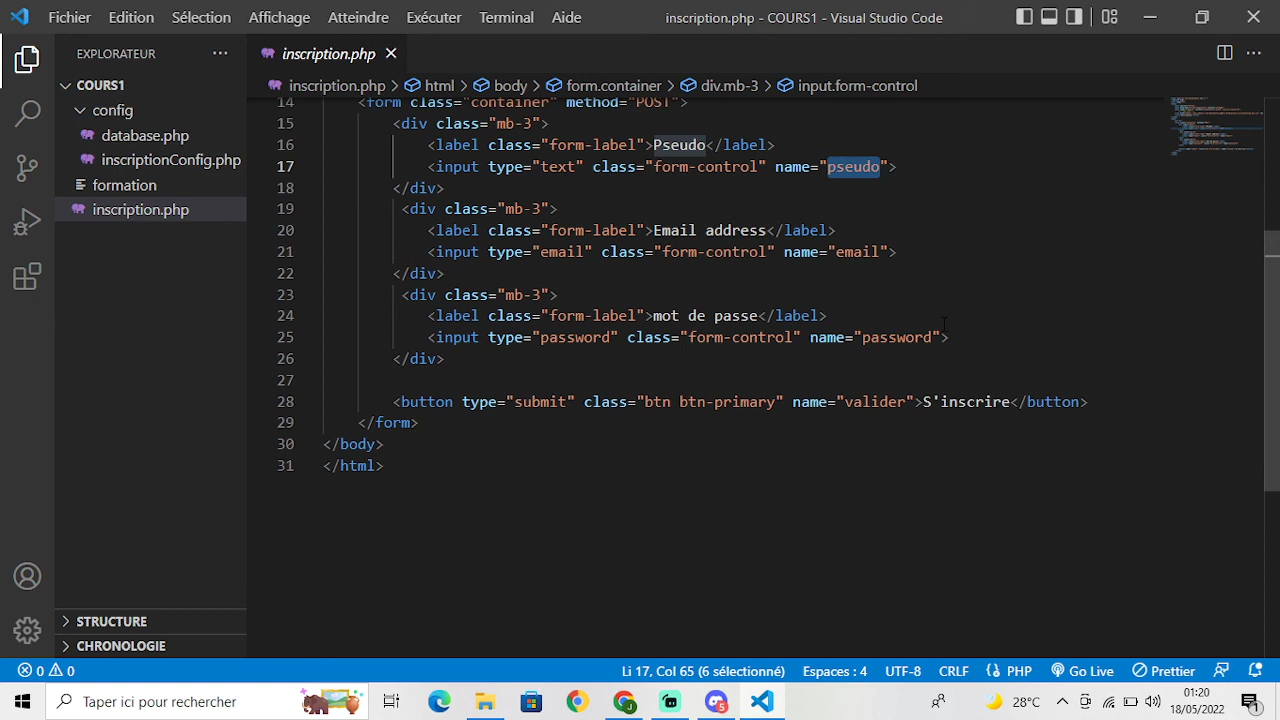 Fichier Edition Sélection Affichage Atteindre Exécuter Terminal Aide inscription.php - COURS1 - Visual Studio Code
EXPLORATEUR
COURS1
config
database.php
inscriptionConfig.php
formation
inscription.php
STRUCTURE
CHRONOLOGIE
inscription.php
inscription.php > html > body > form.container > div.mb-3 > input.form-control
14 <form class="container" method="POST">
15 <div class="mb-3">
16 <label class="form-label">Pseudo</label>
17 <input type="text" class="form-control" name="pseudo">
18 </div>
19 <div class="mb-3">
20 <label class="form-label">Email address</label>
21 <input type="email" class="form-control" name="email">
22 </div>
23 <div class="mb-3">
24 <label class="form-label">mot de passe</label>
25 <input type="password" class="form-control" name="password">
26 </div>
27
28 <button type="submit" class="btn btn-primary" name="valider">S'inscrire</button>
29 </form>
30 </body>
31 </html>
0 0 Li 17, Col 65 (6 sélectionné) Espaces : 4 UTF-8 CRLF PHP Go Live Prettier
Taper ici pour rechercher 5 28°C 01:20
18/05/2022 1